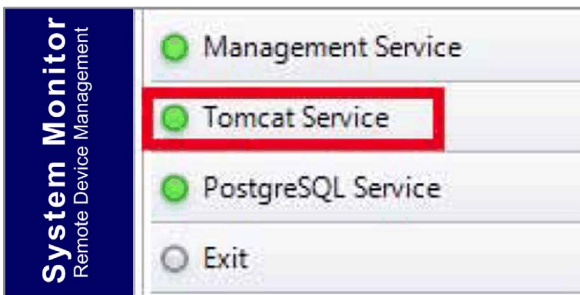 System Monitor
Remote Device Management
Management Service
Tomcat Service
PostgreSQL Service
Exit